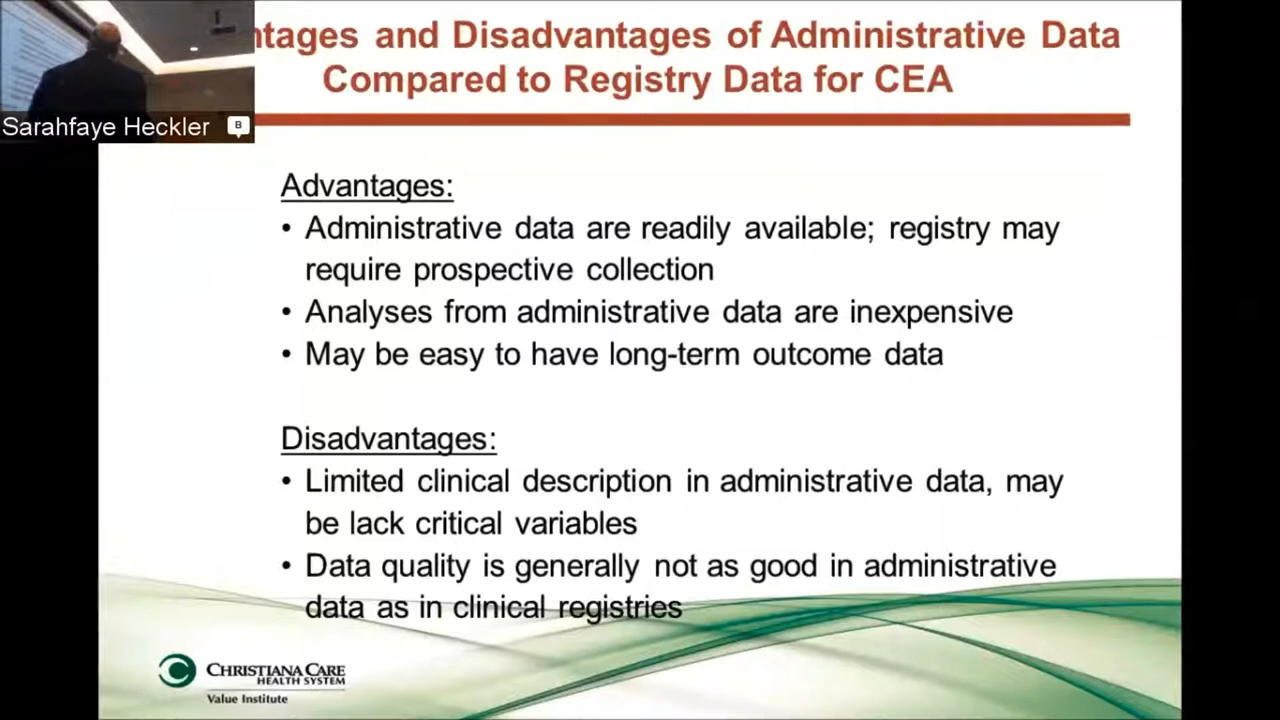 ntages and Disadvantages of Administrative Data
Compared to Registry Data for CEA
Sarahfaye Heckler
B
Advantages:
• Administrative data are readily available; registry may
require prospective collection
• Analyses from administrative data are inexpensive
• May be easy to have long-term outcome data
Disadvantages:
• Limited clinical description in administrative data, may
be lack critical variables
• Data quality is generally not as good in administrative
data as in clinical registries
CHRISTIANA CARE
HEALTH SYSTEM
Value Institute